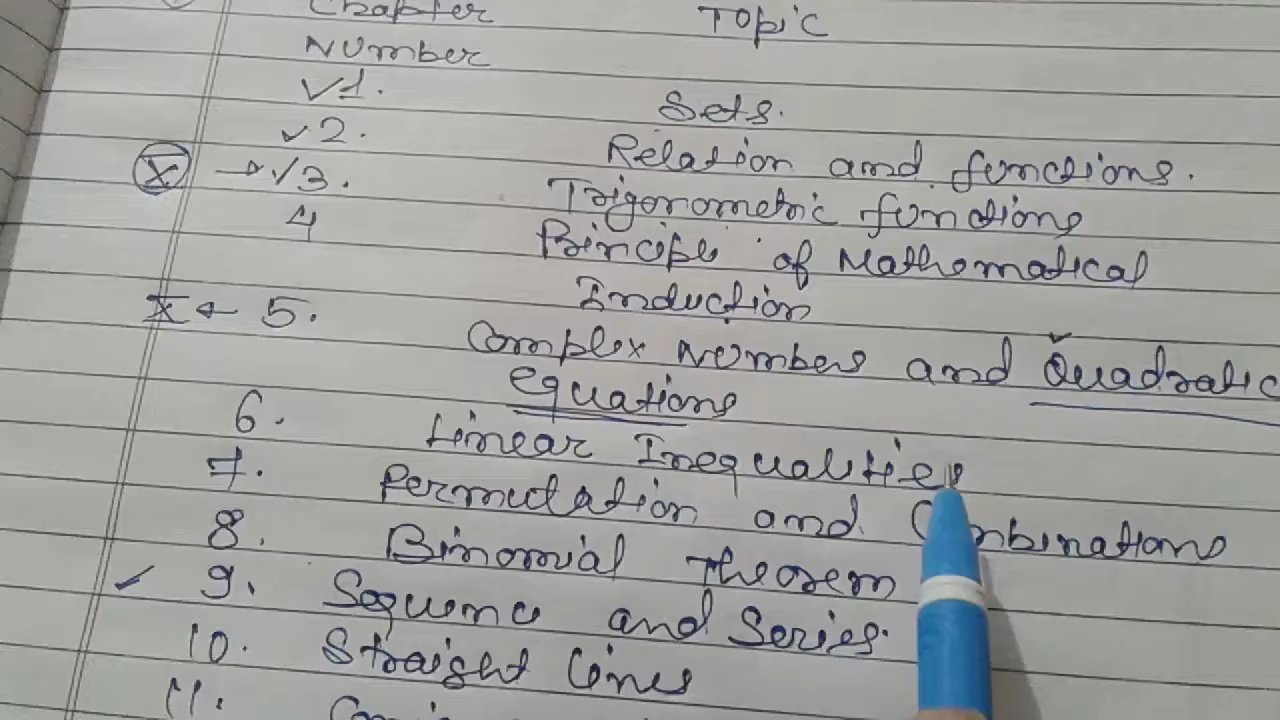 Chapter Topic
Number
✓1. Sets.
✓2. Relation and functions.
X →✓3. Trigonometric functions
4 Principle of Mathematical
Induction
X ← 5. Complex Numbers and Quadratic
equations
6. Linear Inequalities
7. Permutation and Combinations
8. Binomial Theorem
✓ 9. Sequence and Series.
10. Straight Lines
11.